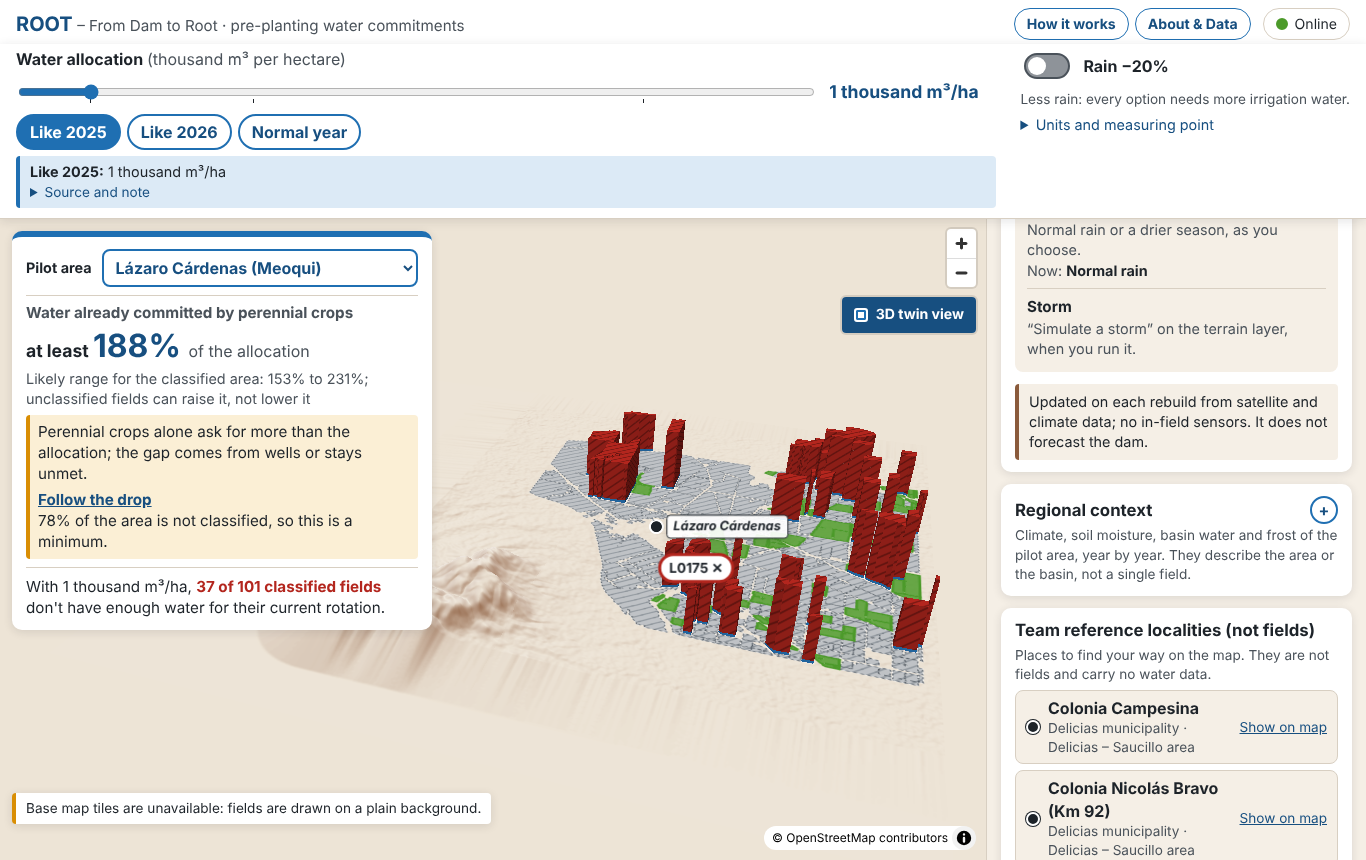 ROOT – From Dam to Root · pre-planting water commitments
How it works
About & Data
Online
Water allocation (thousand m³ per hectare)
1 thousand m³/ha
Like 2025
Like 2026
Normal year
Like 2025: 1 thousand m³/ha
Source and note
Rain −20%
Less rain: every option needs more irrigation water.
Units and measuring point
Pilot area
Lázaro Cárdenas (Meoqui)
Water already committed by perennial crops
at least 188% of the allocation
Likely range for the classified area: 153% to 231%;
unclassified fields can raise it, not lower it
Perennial crops alone ask for more than the
allocation; the gap comes from wells or stays
unmet.
Follow the drop
78% of the area is not classified, so this is a
minimum.
With 1 thousand m³/ha, 37 of 101 classified fields
don't have enough water for their current rotation.
+
−
3D twin view
Lázaro Cárdenas
L0175 ✕
Base map tiles are unavailable: fields are drawn on a plain background.
© OpenStreetMap contributors
Normal rain or a drier season, as you
choose.
Now: Normal rain
Storm
“Simulate a storm” on the terrain layer,
when you run it.
Updated on each rebuild from satellite and
climate data; no in-field sensors. It does not
forecast the dam.
Regional context
+
Climate, soil moisture, basin water and frost of the
pilot area, year by year. They describe the area or
the basin, not a single field.
Team reference localities (not fields)
Places to find your way on the map. They are not
fields and carry no water data.
Colonia Campesina
Delicias municipality ·
Delicias – Saucillo area
Show on map
Colonia Nicolás Bravo
(Km 92)
Delicias municipality ·
Delicias – Saucillo area
Show on map